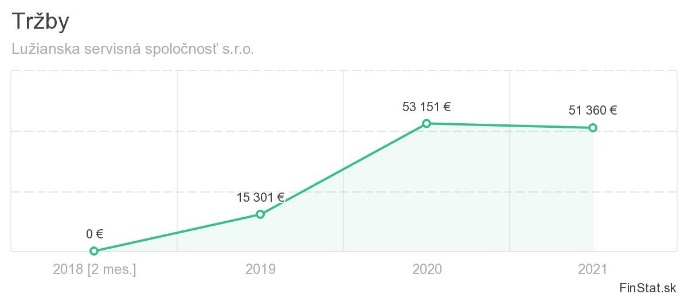 Tržby
Lužianska servisná spoločnosť s.r.o.
53 151 €
51 360 €
15 301 €
0 €
2018 [2 mes.]
2019
2020
2021
FinStat.sk